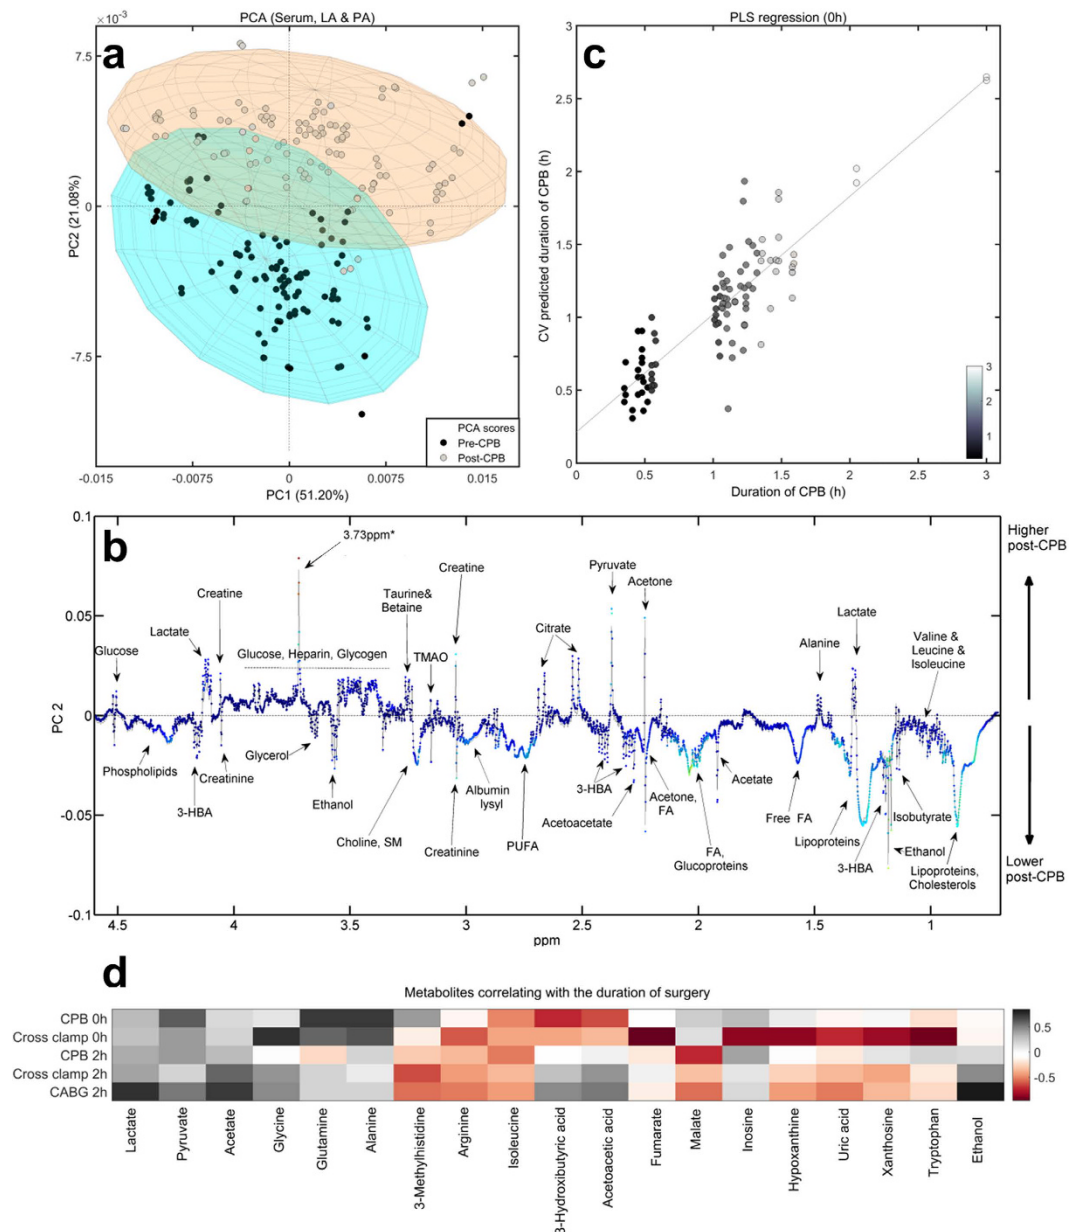 ×10⁻³
PCA (Serum, LA & PA)
a
7.5
0
-7.5
PC2 (21.08%)
-0.015
-0.0075
0
0.0075
0.015
PC1 (51.20%)
PCA scores
Pre-CPB
Post-CPB
PLS regression (0h)
c
3
2.5
2
1.5
1
0.5
0
CV predicted duration of CPB (h)
0
0.5
1
1.5
2
2.5
3
Duration of CPB (h)
3
2
1
b
0.1
0.05
0
-0.05
-0.1
PC 2
3.73ppm*
Creatine
Creatine
Pyruvate
Acetone
Taurine&
Betaine
Lactate
Glucose
Glucose, Heparin, Glycogen
TMAO
Citrate
Alanine
Lactate
Valine &
Leucine &
Isoleucine
Phospholipids
3-HBA
Creatinine
Glycerol
Ethanol
Choline, SM
Albumin
lysyl
Creatinine
PUFA
3-HBA
Acetoacetate
Acetone,
FA
FA,
Glucoproteins
Acetate
Free FA
Lipoproteins
3-HBA
Isobutyrate
Ethanol
Lipoproteins,
Cholesterols
Higher
post-CPB
Lower
post-CPB
4.5
4
3.5
3
2.5
2
1.5
1
ppm
d
Metabolites correlating with the duration of surgery
CPB 0h
Cross clamp 0h
CPB 2h
Cross clamp 2h
CABG 2h
0.5
0
-0.5
Lactate
Pyruvate
Acetate
Glycine
Glutamine
Alanine
3-Methylhistidine
Arginine
Isoleucine
3-Hydroxibutyric acid
Acetoacetic acid
Fumarate
Malate
Inosine
Hypoxanthine
Uric acid
Xanthosine
Tryptophan
Ethanol